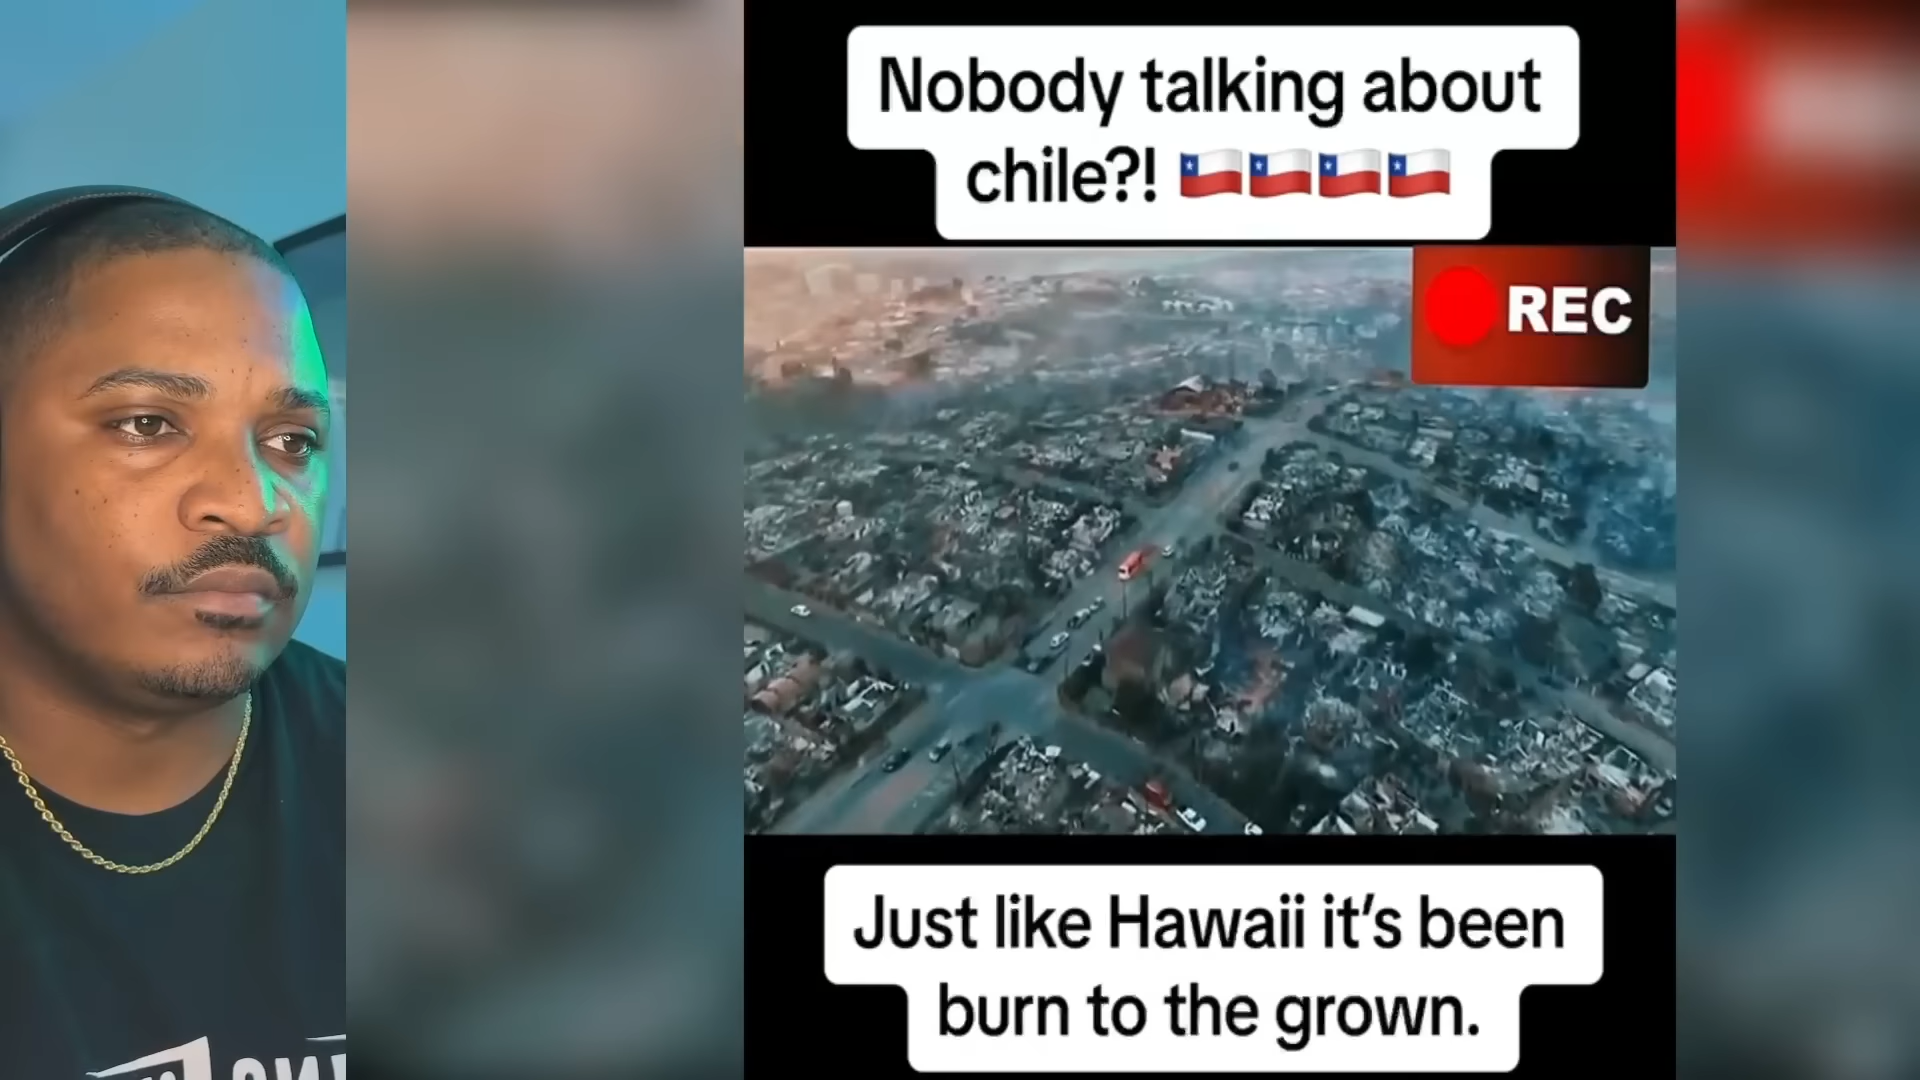 Nobody talking about
chile?! 🇨🇱🇨🇱🇨🇱🇨🇱
REC
Just like Hawaii it's been
burn to the grown.